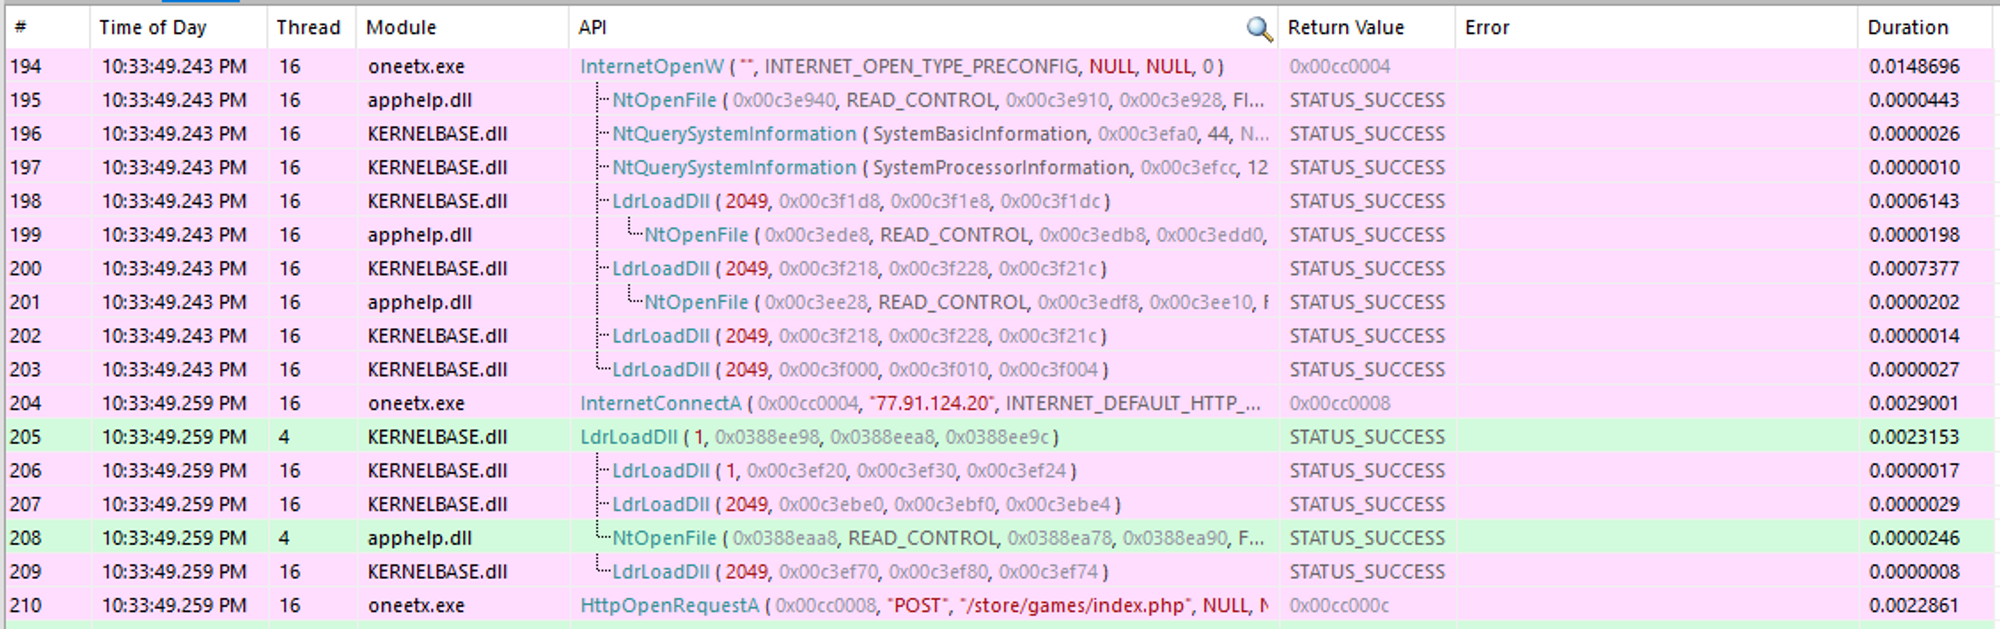 # Time of Day Thread Module API Return Value Error Duration
194 10:33:49.243 PM 16 oneetx.exe InternetOpenW ( "", INTERNET_OPEN_TYPE_PRECONFIG, NULL, NULL, 0 ) 0x00cc0004 0.0148696
195 10:33:49.243 PM 16 apphelp.dll NtOpenFile ( 0x00c3e940, READ_CONTROL, 0x00c3e910, 0x00c3e928, FI... STATUS_SUCCESS 0.0000443
196 10:33:49.243 PM 16 KERNELBASE.dll NtQuerySystemInformation ( SystemBasicInformation, 0x00c3efa0, 44, N... STATUS_SUCCESS 0.0000026
197 10:33:49.243 PM 16 KERNELBASE.dll NtQuerySystemInformation ( SystemProcessorInformation, 0x00c3efcc, 12 STATUS_SUCCESS 0.0000010
198 10:33:49.243 PM 16 KERNELBASE.dll LdrLoadDll ( 2049, 0x00c3f1d8, 0x00c3f1e8, 0x00c3f1dc ) STATUS_SUCCESS 0.0006143
199 10:33:49.243 PM 16 apphelp.dll NtOpenFile ( 0x00c3ede8, READ_CONTROL, 0x00c3edb8, 0x00c3edd0, STATUS_SUCCESS 0.0000198
200 10:33:49.243 PM 16 KERNELBASE.dll LdrLoadDll ( 2049, 0x00c3f218, 0x00c3f228, 0x00c3f21c ) STATUS_SUCCESS 0.0007377
201 10:33:49.243 PM 16 apphelp.dll NtOpenFile ( 0x00c3ee28, READ_CONTROL, 0x00c3edf8, 0x00c3ee10, F STATUS_SUCCESS 0.0000202
202 10:33:49.243 PM 16 KERNELBASE.dll LdrLoadDll ( 2049, 0x00c3f218, 0x00c3f228, 0x00c3f21c ) STATUS_SUCCESS 0.0000014
203 10:33:49.243 PM 16 KERNELBASE.dll LdrLoadDll ( 2049, 0x00c3f000, 0x00c3f010, 0x00c3f004 ) STATUS_SUCCESS 0.0000027
204 10:33:49.259 PM 16 oneetx.exe InternetConnectA ( 0x00cc0004, "77.91.124.20", INTERNET_DEFAULT_HTTP_... 0x00cc0008 0.0029001
205 10:33:49.259 PM 4 KERNELBASE.dll LdrLoadDll ( 1, 0x0388ee98, 0x0388eea8, 0x0388ee9c ) STATUS_SUCCESS 0.0023153
206 10:33:49.259 PM 16 KERNELBASE.dll LdrLoadDll ( 1, 0x00c3ef20, 0x00c3ef30, 0x00c3ef24 ) STATUS_SUCCESS 0.0000017
207 10:33:49.259 PM 16 KERNELBASE.dll LdrLoadDll ( 2049, 0x00c3ebe0, 0x00c3ebf0, 0x00c3ebe4 ) STATUS_SUCCESS 0.0000029
208 10:33:49.259 PM 4 apphelp.dll NtOpenFile ( 0x0388eaa8, READ_CONTROL, 0x0388ea78, 0x0388ea90, F... STATUS_SUCCESS 0.0000246
209 10:33:49.259 PM 16 KERNELBASE.dll LdrLoadDll ( 2049, 0x00c3ef70, 0x00c3ef80, 0x00c3ef74 ) STATUS_SUCCESS 0.0000008
210 10:33:49.259 PM 16 oneetx.exe HttpOpenRequestA ( 0x00cc0008, "POST", "/store/games/index.php", NULL, N 0x00cc000c 0.0022861